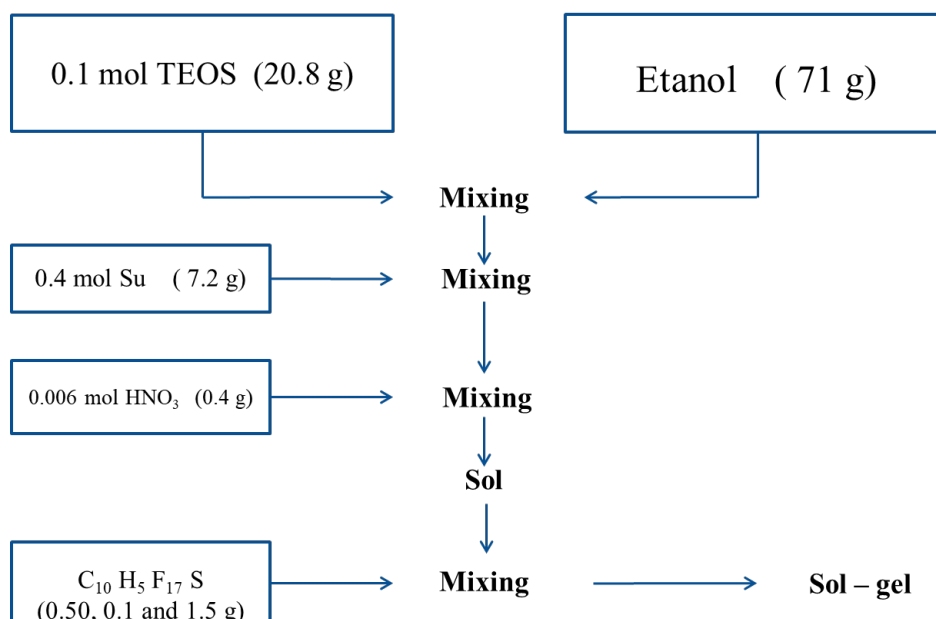 0.1 mol TEOS (20.8 g)
Etanol ( 71 g)
Mixing
0.4 mol Su ( 7.2 g)
Mixing
0.006 mol HNO₃ (0.4 g)
Mixing
Sol
C₁₀ H₅ F₁₇ S
(0.50, 0.1 and 1.5 g)
Mixing
Sol – gel